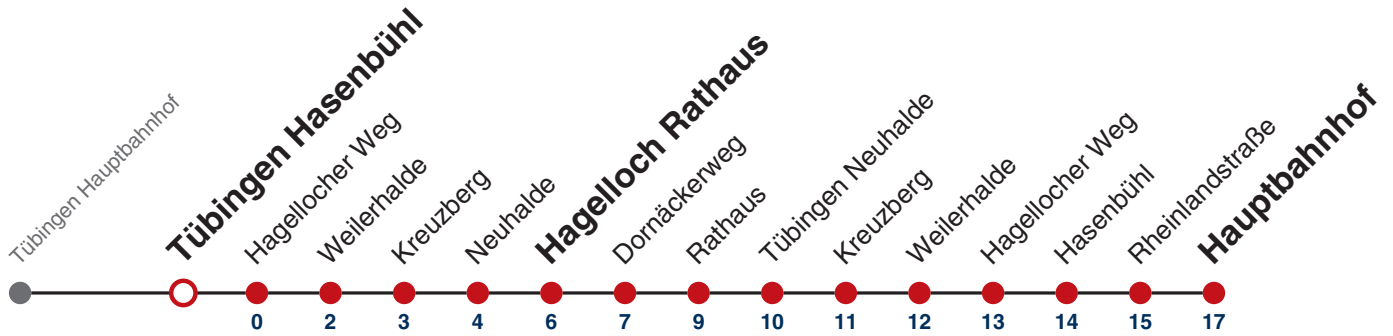 Tübingen Hauptbahnhof
Tübingen Hasenbühl
Hagellocher Weg
Weilerhalde
Kreuzberg
Neuhalde
Hagelloch Rathaus
Dornäckerweg
Rathaus
Tübingen Neuhalde
Kreuzberg
Weilerhalde
Hagellocher Weg
Hasenbühl
Rheinlandstraße
Hauptbahnhof
0 2 3 4 6 7 9 10 11 12 13 14 15 17